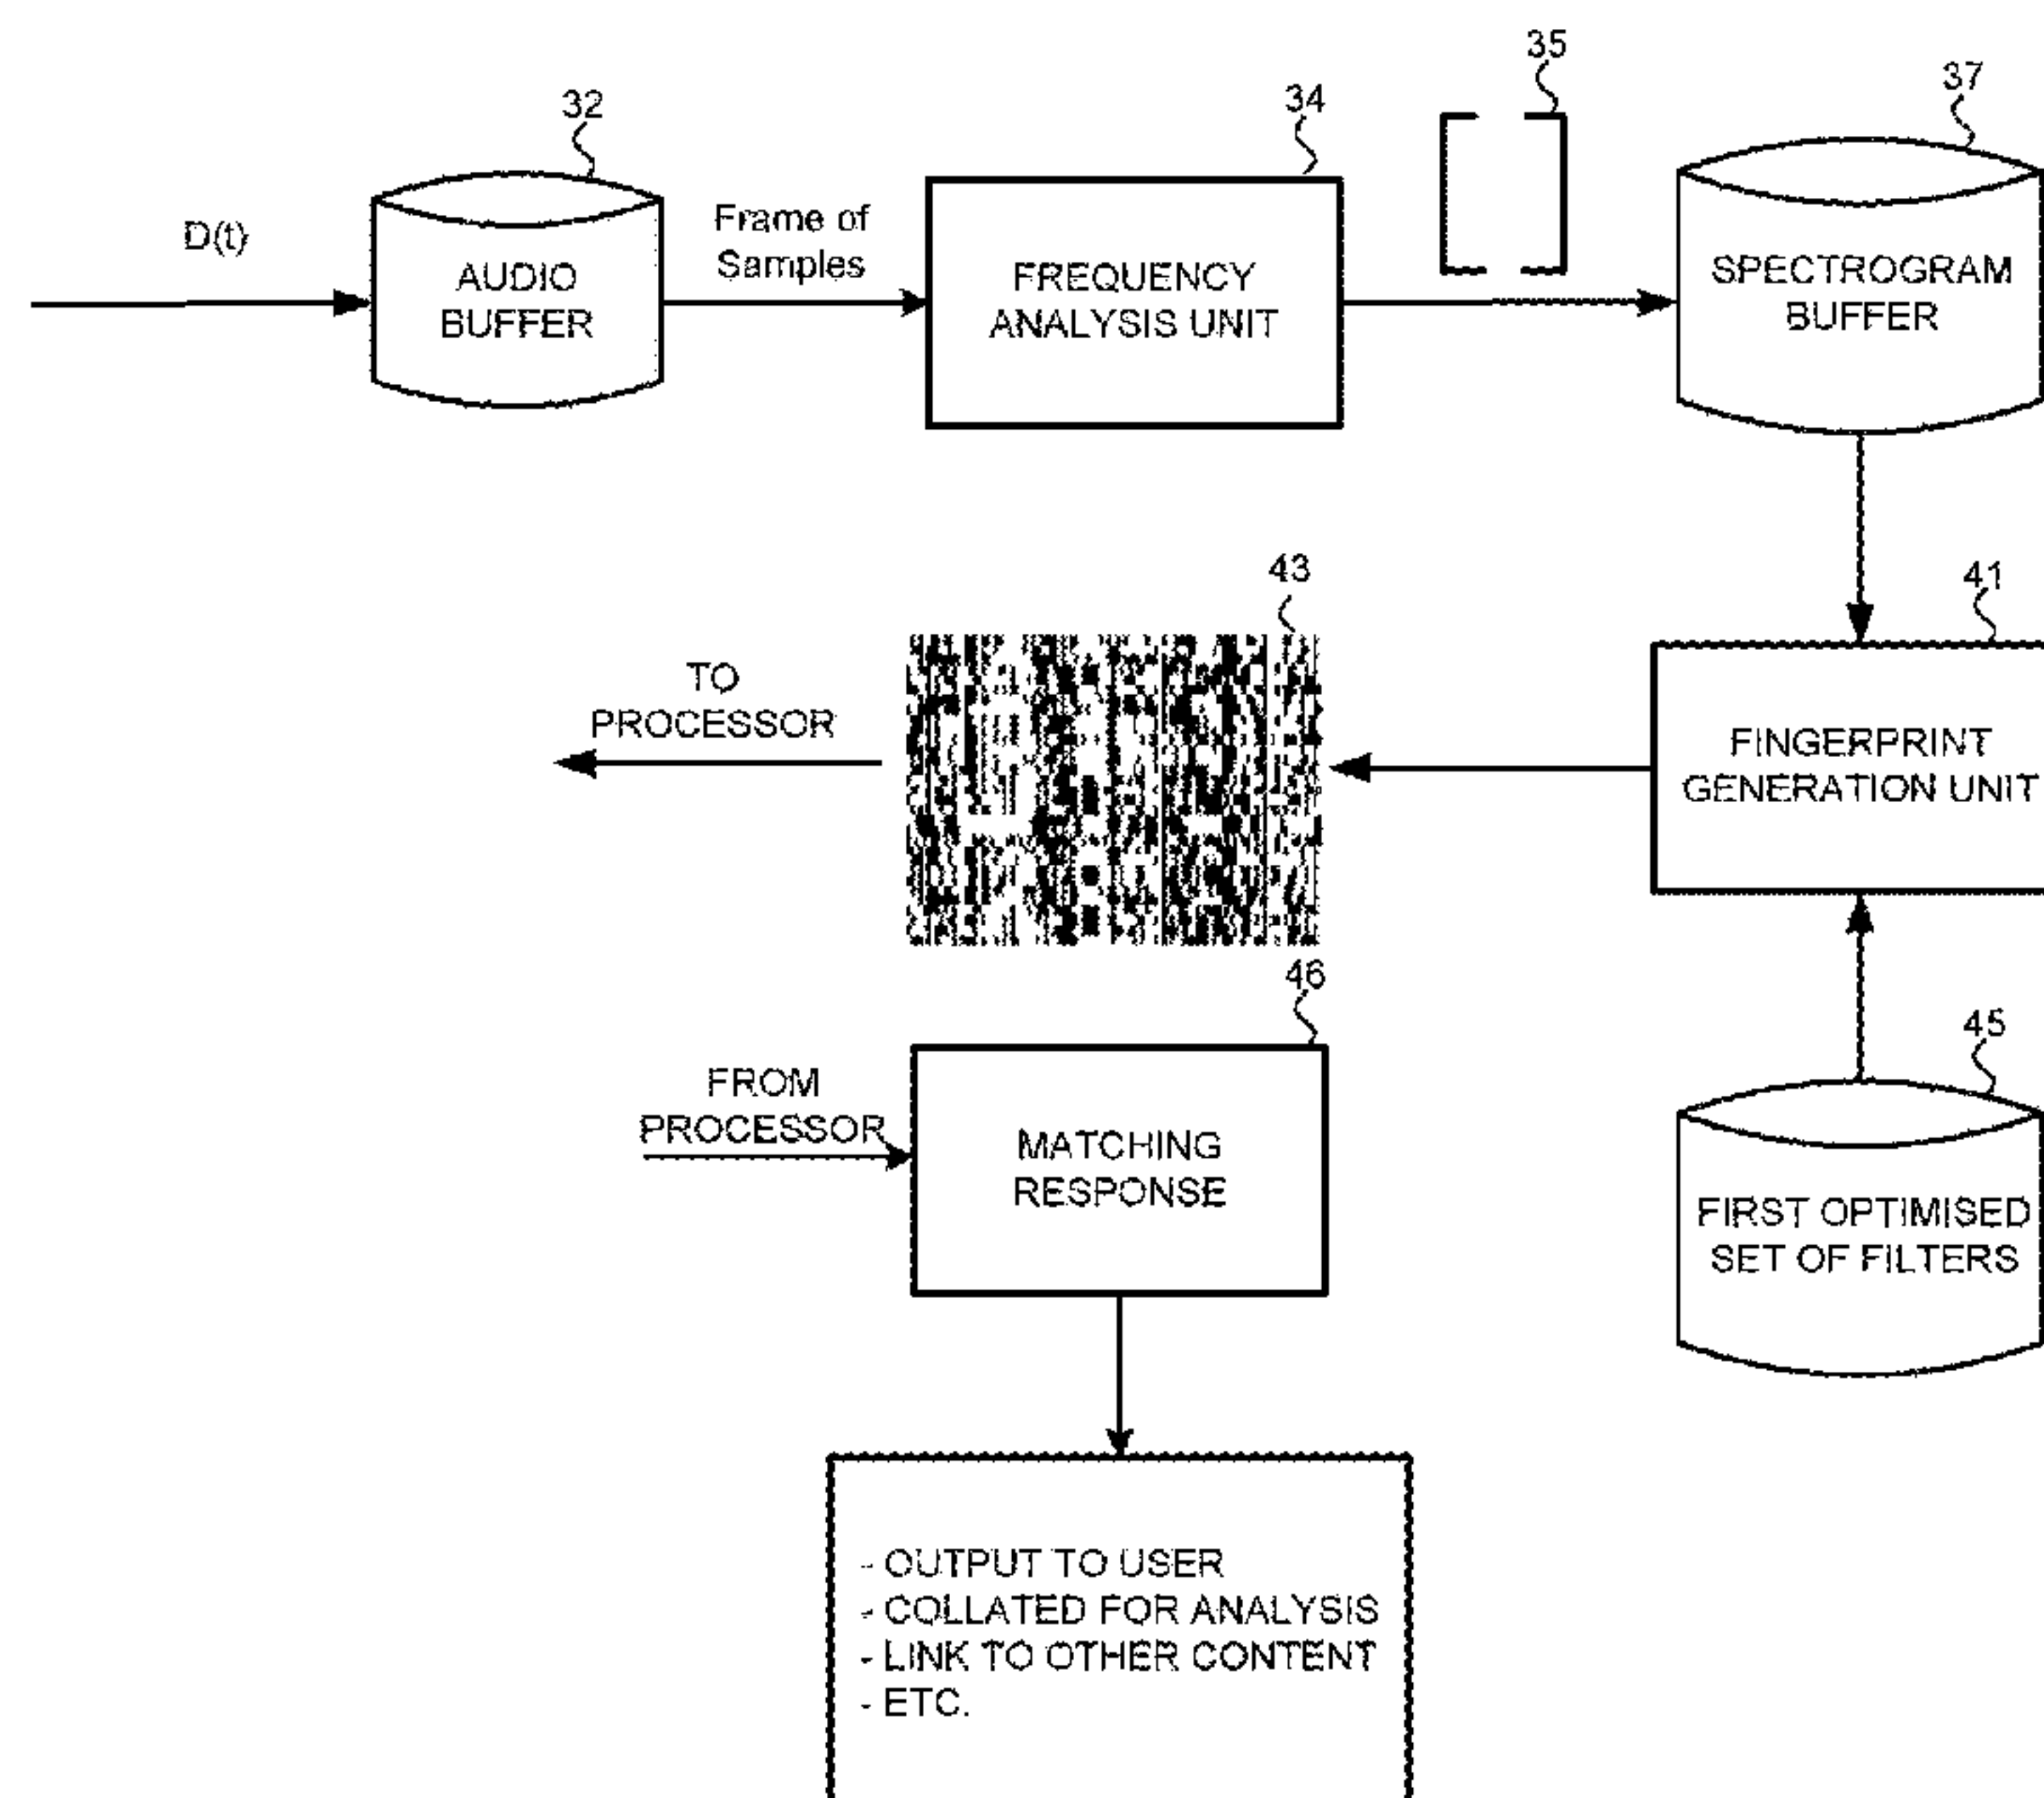 32
34
35
37
D(t)
AUDIO
BUFFER
Frame of
Samples
FREQUENCY
ANALYSIS UNIT
SPECTROGRAM
BUFFER
43
41
TO
PROCESSOR
FINGERPRINT
GENERATION UNIT
46
45
FROM
PROCESSOR
MATCHING
RESPONSE
FIRST OPTIMISED
SET OF FILTERS
- OUTPUT TO USER
- COLLATED FOR ANALYSIS
- LINK TO OTHER CONTENT
- ETC.